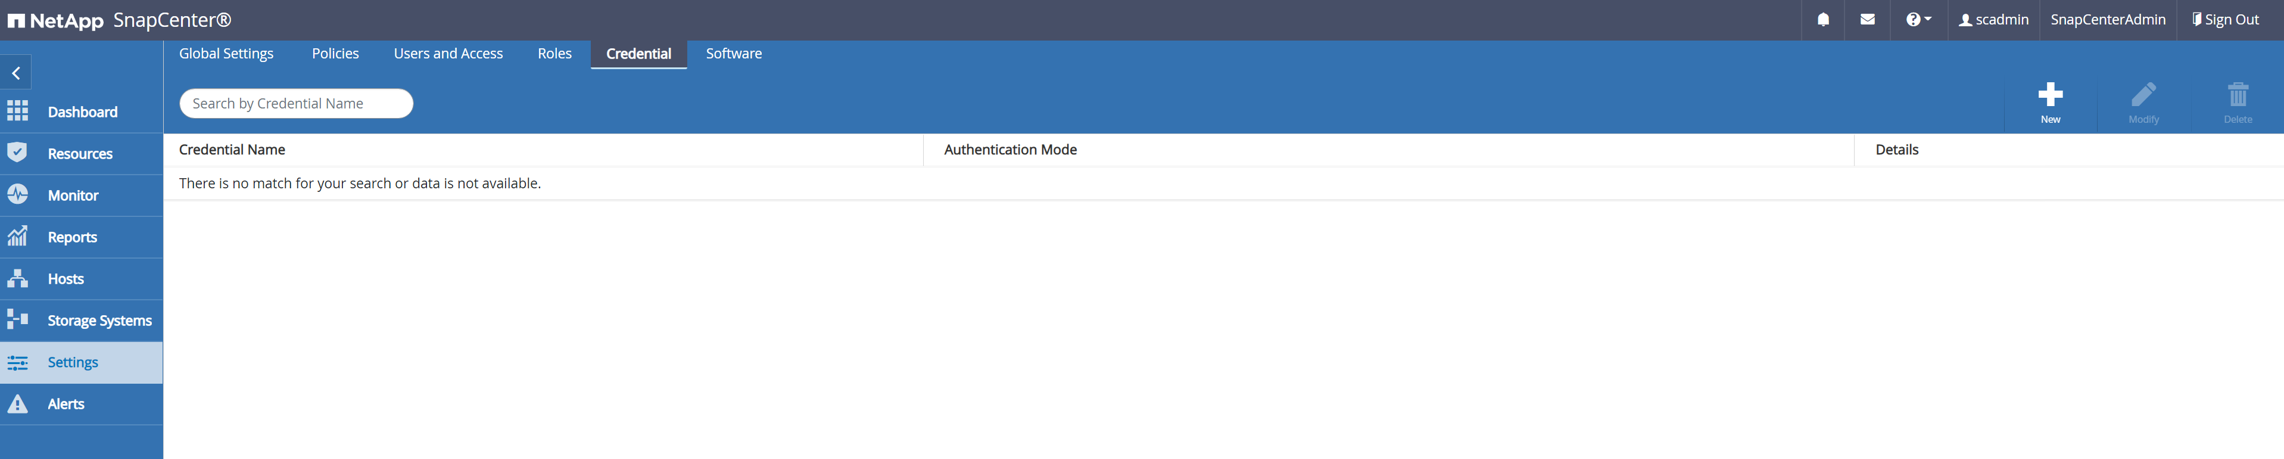 NetApp SnapCenter®
scadmin SnapCenterAdmin Sign Out
Global Settings Policies Users and Access Roles Credential Software
Search by Credential Name
New Modify Delete
Dashboard
Resources
Monitor
Reports
Hosts
Storage Systems
Settings
Alerts
Credential Name Authentication Mode Details
There is no match for your search or data is not available.